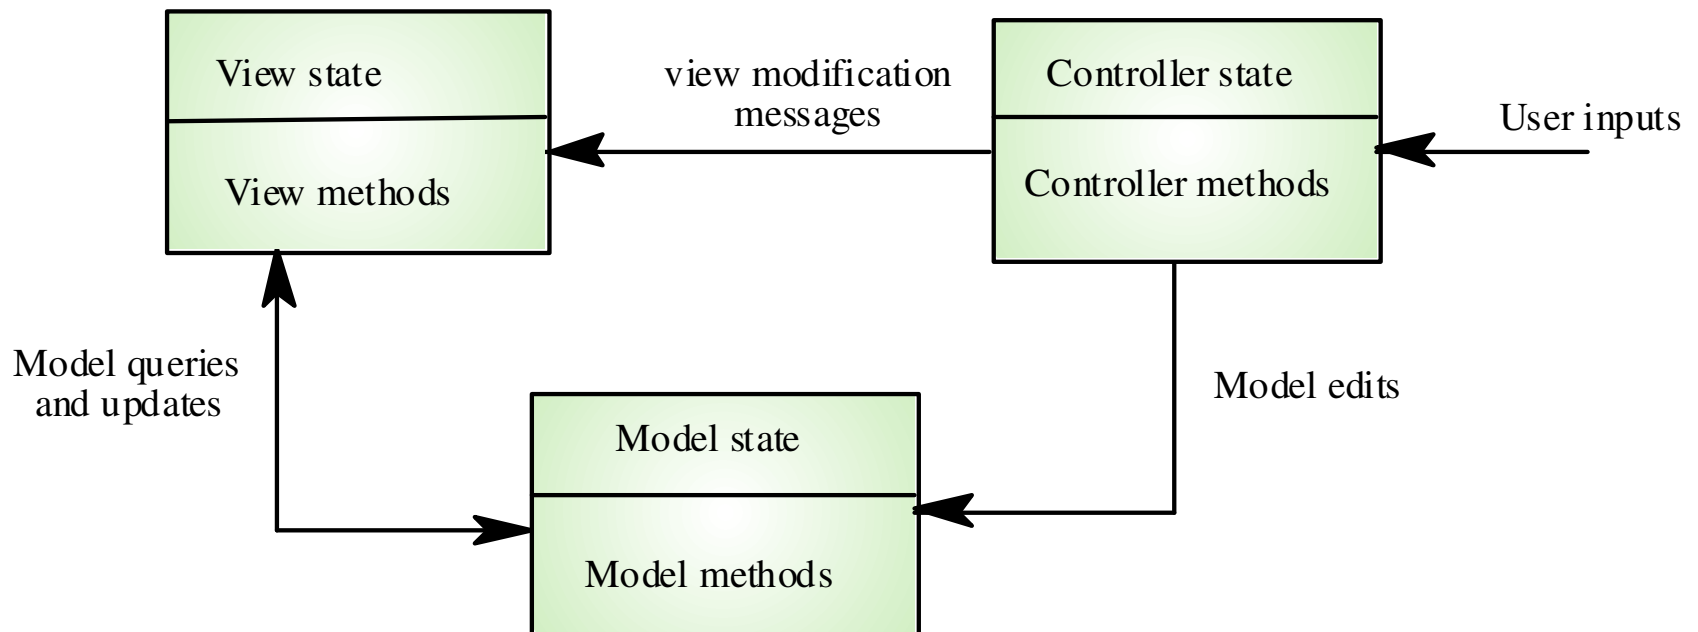 View state
View methods
view modification
messages
Controller state
Controller methods
User inputs
Model queries
and updates
Model edits
Model state
Model methods